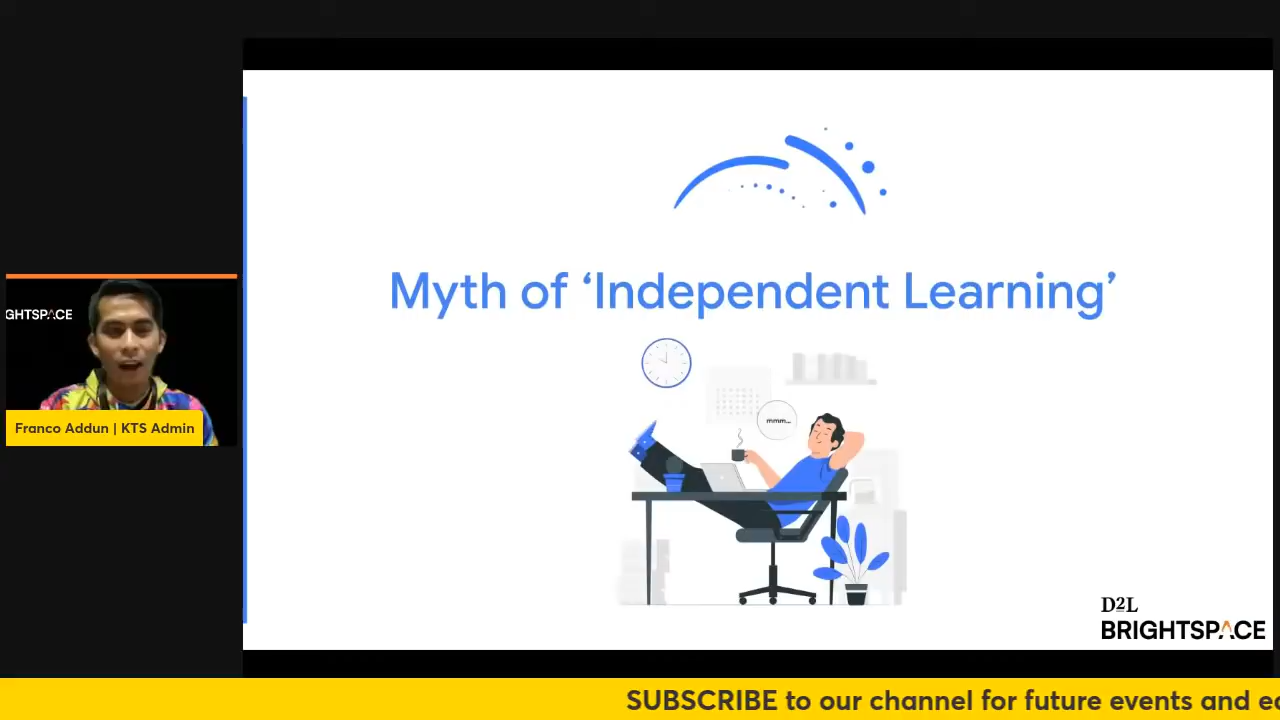 Myth of ‘Independent Learning’
mmm...
GHTSPACE
Franco Addun | KTS Admin
D2L
BRIGHTSPACE
SUBSCRIBE to our channel for future events and e